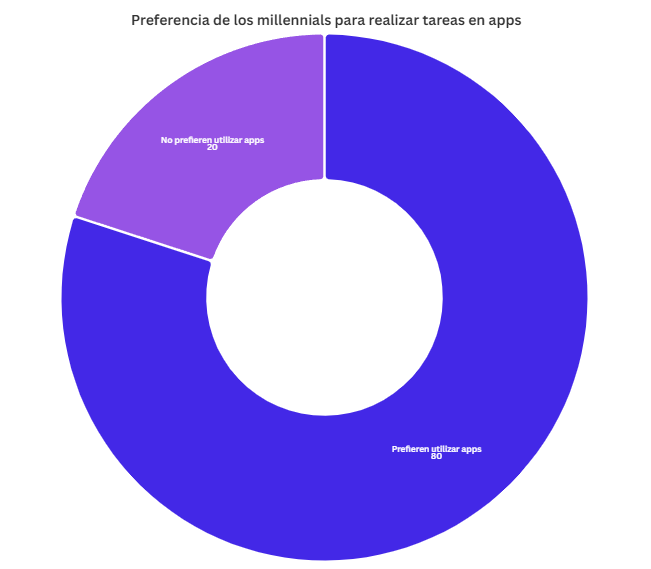 Preferencia de los millennials para realizar tareas en apps
No prefieren utilizar apps
20
Prefieren utilizar apps
80